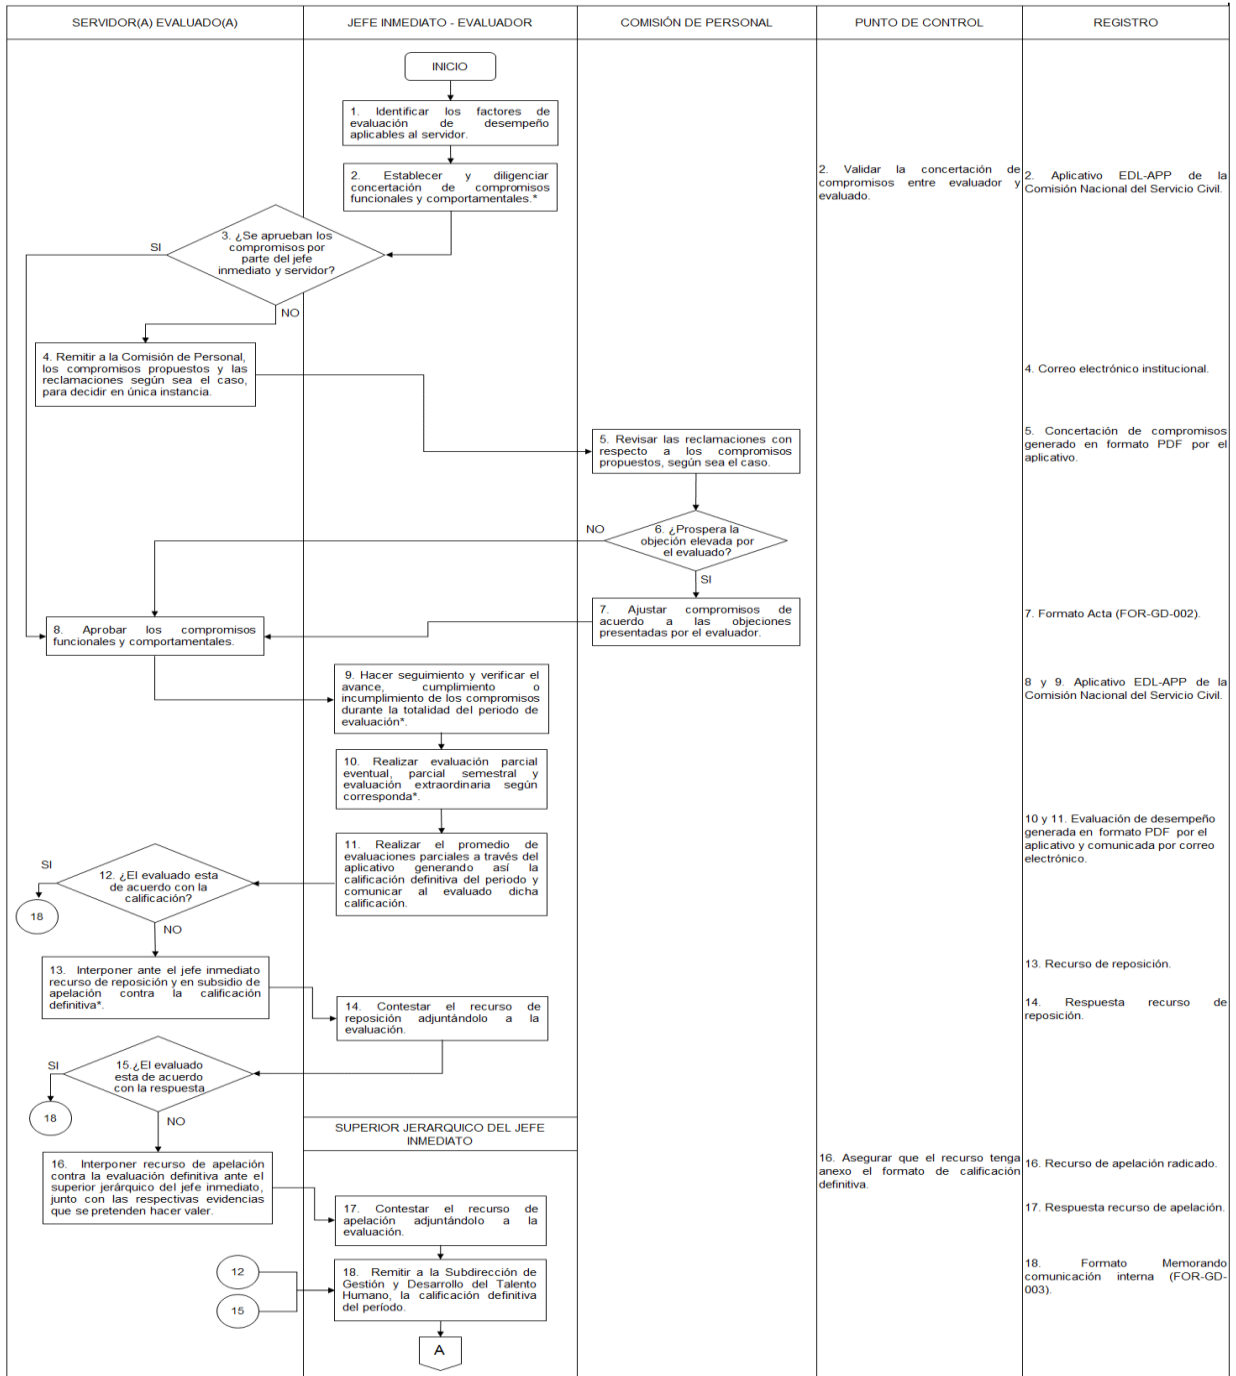 SERVIDOR(A) EVALUADO(A)
JEFE INMEDIATO - EVALUADOR
COMISIÓN DE PERSONAL
PUNTO DE CONTROL
REGISTRO
INICIO
1. Identificar los factores de
evaluación de desempeño
aplicables al servidor.
2. Establecer y diligenciar
concertación de compromisos
funcionales y comportamentales.*
2. Validar la concertación de
compromisos entre evaluador y
evaluado.
2. Aplicativo EDL-APP de la
Comisión Nacional del Servicio Civil.
3. ¿Se aprueban los
compromisos por
parte del jefe
inmediato y servidor?
SI
NO
4. Remitir a la Comisión de Personal,
los compromisos propuestos y las
reclamaciones según sea el caso,
para decidir en única instancia.
4. Correo electrónico institucional.
5. Revisar las reclamaciones con
respecto a los compromisos
propuestos, según sea el caso.
5. Concertación de compromisos
generado en formato PDF por el
aplicativo.
6. ¿Prospera la
objeción elevada por
el evaluado?
NO
SI
7. Ajustar compromisos de
acuerdo a las objeciones
presentadas por el evaluador.
7. Formato Acta (FOR-GD-002).
8. Aprobar los compromisos
funcionales y comportamentales.
9. Hacer seguimiento y verificar el
avance, cumplimiento o
incumplimiento de los compromisos
durante la totalidad del periodo de
evaluación*.
8 y 9. Aplicativo EDL-APP de la
Comisión Nacional del Servicio Civil.
10. Realizar evaluación parcial
eventual, parcial semestral y
evaluación extraordinaria según
corresponda*.
11. Realizar el promedio de
evaluaciones parciales a través del
aplicativo generando así la
calificación definitiva del periodo y
comunicar al evaluado dicha
calificación.
10 y 11. Evaluación de desempeño
generada en formato PDF por el
aplicativo y comunicada por correo
electrónico.
12. ¿El evaluado esta
de acuerdo con la
calificación?
SI
18
NO
13. Interponer ante el jefe inmediato
recurso de reposición y en subsidio de
apelación contra la calificación
definitiva*.
13. Recurso de reposición.
14. Contestar el recurso de
reposición adjuntándolo a la
evaluación.
14. Respuesta recurso de
reposición.
15.¿El evaluado
esta de acuerdo
con la respuesta
SI
18
NO
SUPERIOR JERARQUICO DEL JEFE
INMEDIATO
16. Interponer recurso de apelación
contra la evaluación definitiva ante el
superior jerárquico del jefe inmediato,
junto con las respectivas evidencias
que se pretenden hacer valer.
16. Asegurar que el recurso tenga
anexo el formato de calificación
definitiva.
16. Recurso de apelación radicado.
17. Contestar el recurso de
apelación adjuntándolo a la
evaluación.
17. Respuesta recurso de apelación.
12
15
18. Remitir a la Subdirección de
Gestión y Desarrollo del Talento
Humano, la calificación definitiva
del período.
18. Formato Memorando
comunicación interna (FOR-GD-
003).
A